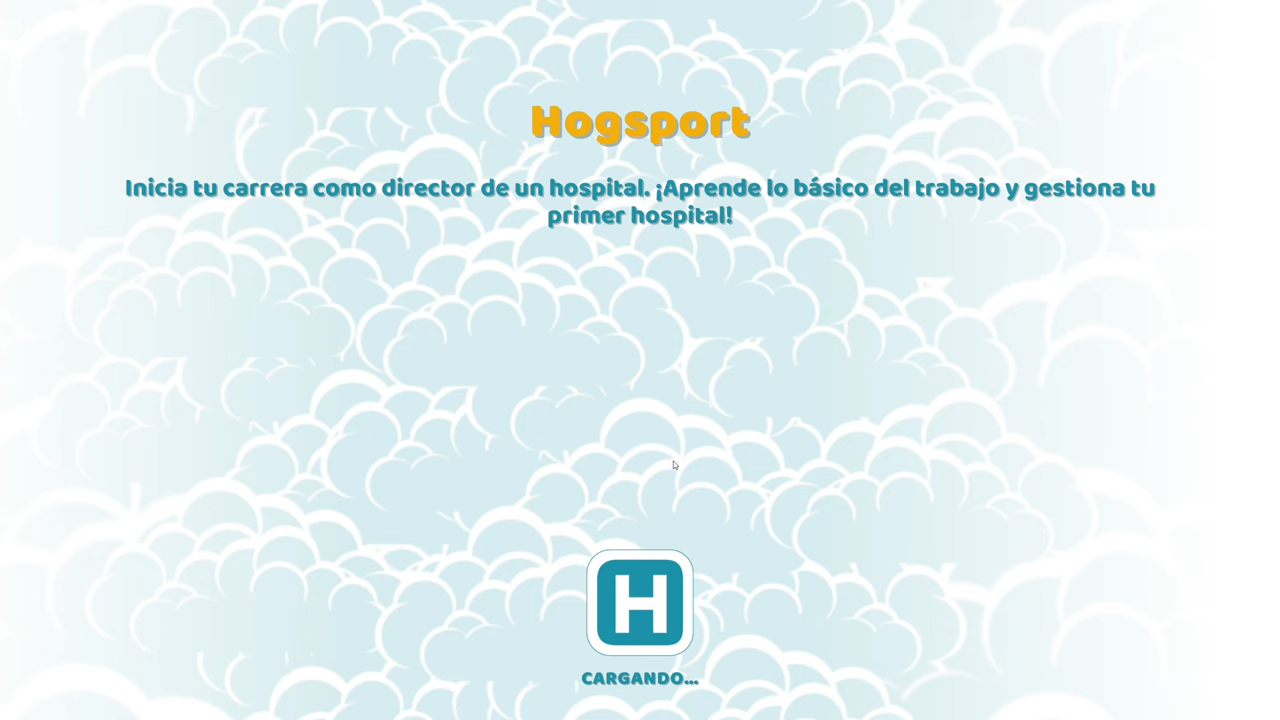 Hogsport
Inicia tu carrera como director de un hospital. ¡Aprende lo básico del trabajo y gestiona tu
primer hospital!
H
CARGANDO...